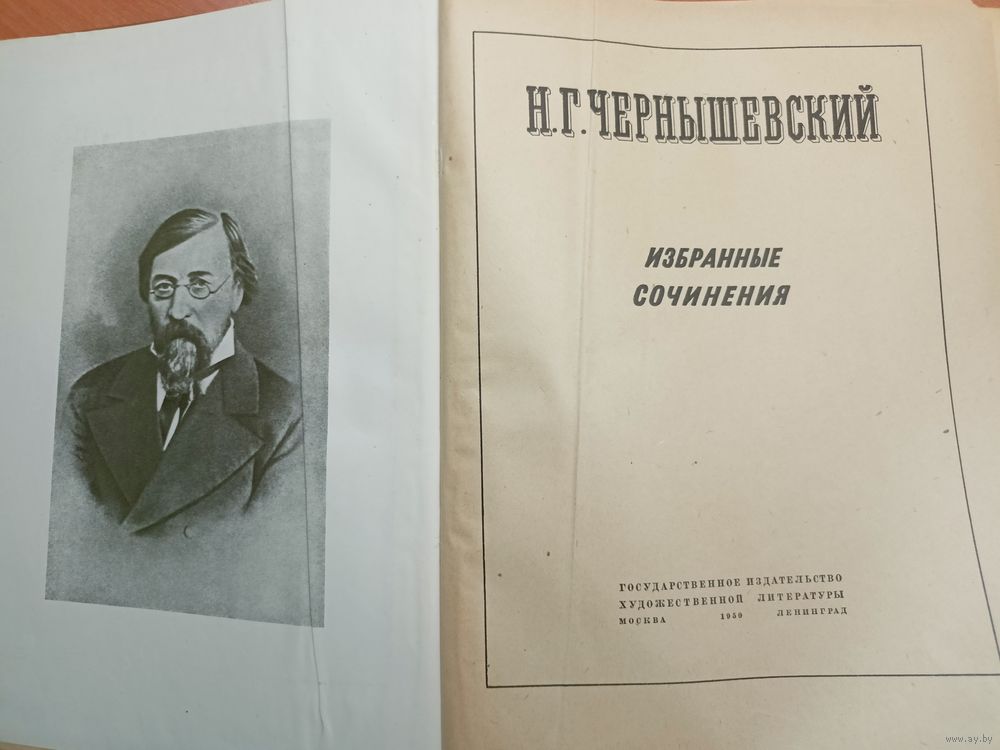 Н.Г.ЧЕРНЫШЕВСКИЙ
ИЗБРАННЫЕ
СОЧИНЕНИЯ
ГОСУДАРСТВЕННОЕ ИЗДАТЕЛЬСТВО
ХУДОЖЕСТВЕННОЙ ЛИТЕРАТУРЫ
МОСКВА 1950 ЛЕНИНГРАД
www.ay.by